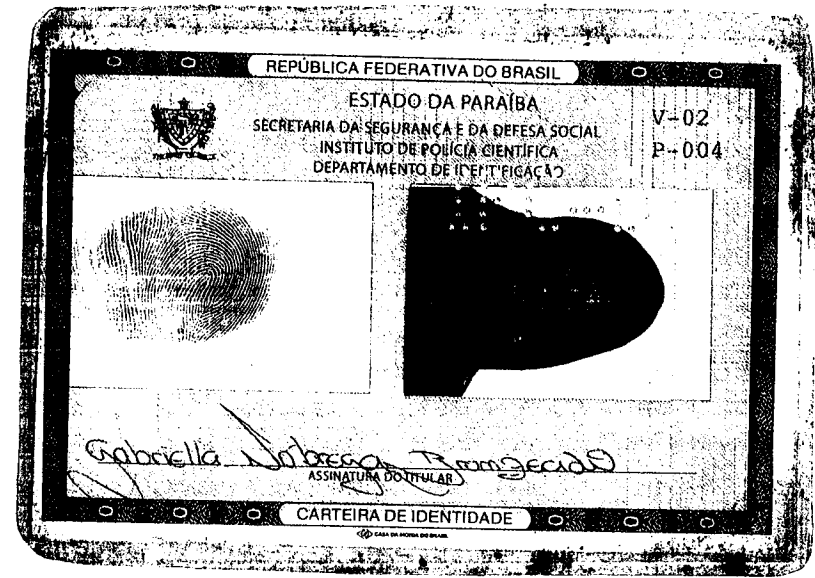 REPÚBLICA FEDERATIVA DO BRASIL
ESTADO DA PARAÍBA
SECRETARIA DA SEGURANÇA E DA DEFESA SOCIAL
INSTITUTO DE POLÍCIA CIENTÍFICA
DEPARTAMENTO DE IDENTIFICAÇÃO
V-02
P-004
Gabriella
ASSINATURA DO TITULAR
CARTEIRA DE IDENTIDADE
CASA DA MOEDA DO BRASIL